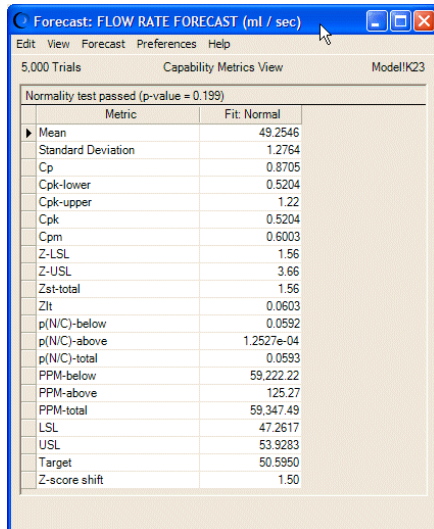 Forecast: FLOW RATE FORECAST (ml / sec)
Edit View Forecast Preferences Help
5,000 Trials Capability Metrics View Model!K23
Normality test passed (p-value = 0.199)
Metric Fit: Normal
Mean 49.2546
Standard Deviation 1.2764
Cp 0.8705
Cpk-lower 0.5204
Cpk-upper 1.22
Cpk 0.5204
Cpm 0.6003
Z-LSL 1.56
Z-USL 3.66
Zst-total 1.56
Zlt 0.0603
p(N/C)-below 0.0592
p(N/C)-above 1.2527e-04
p(N/C)-total 0.0593
PPM-below 59,222.22
PPM-above 125.27
PPM-total 59,347.49
LSL 47.2617
USL 53.9283
Target 50.5950
Z-score shift 1.50